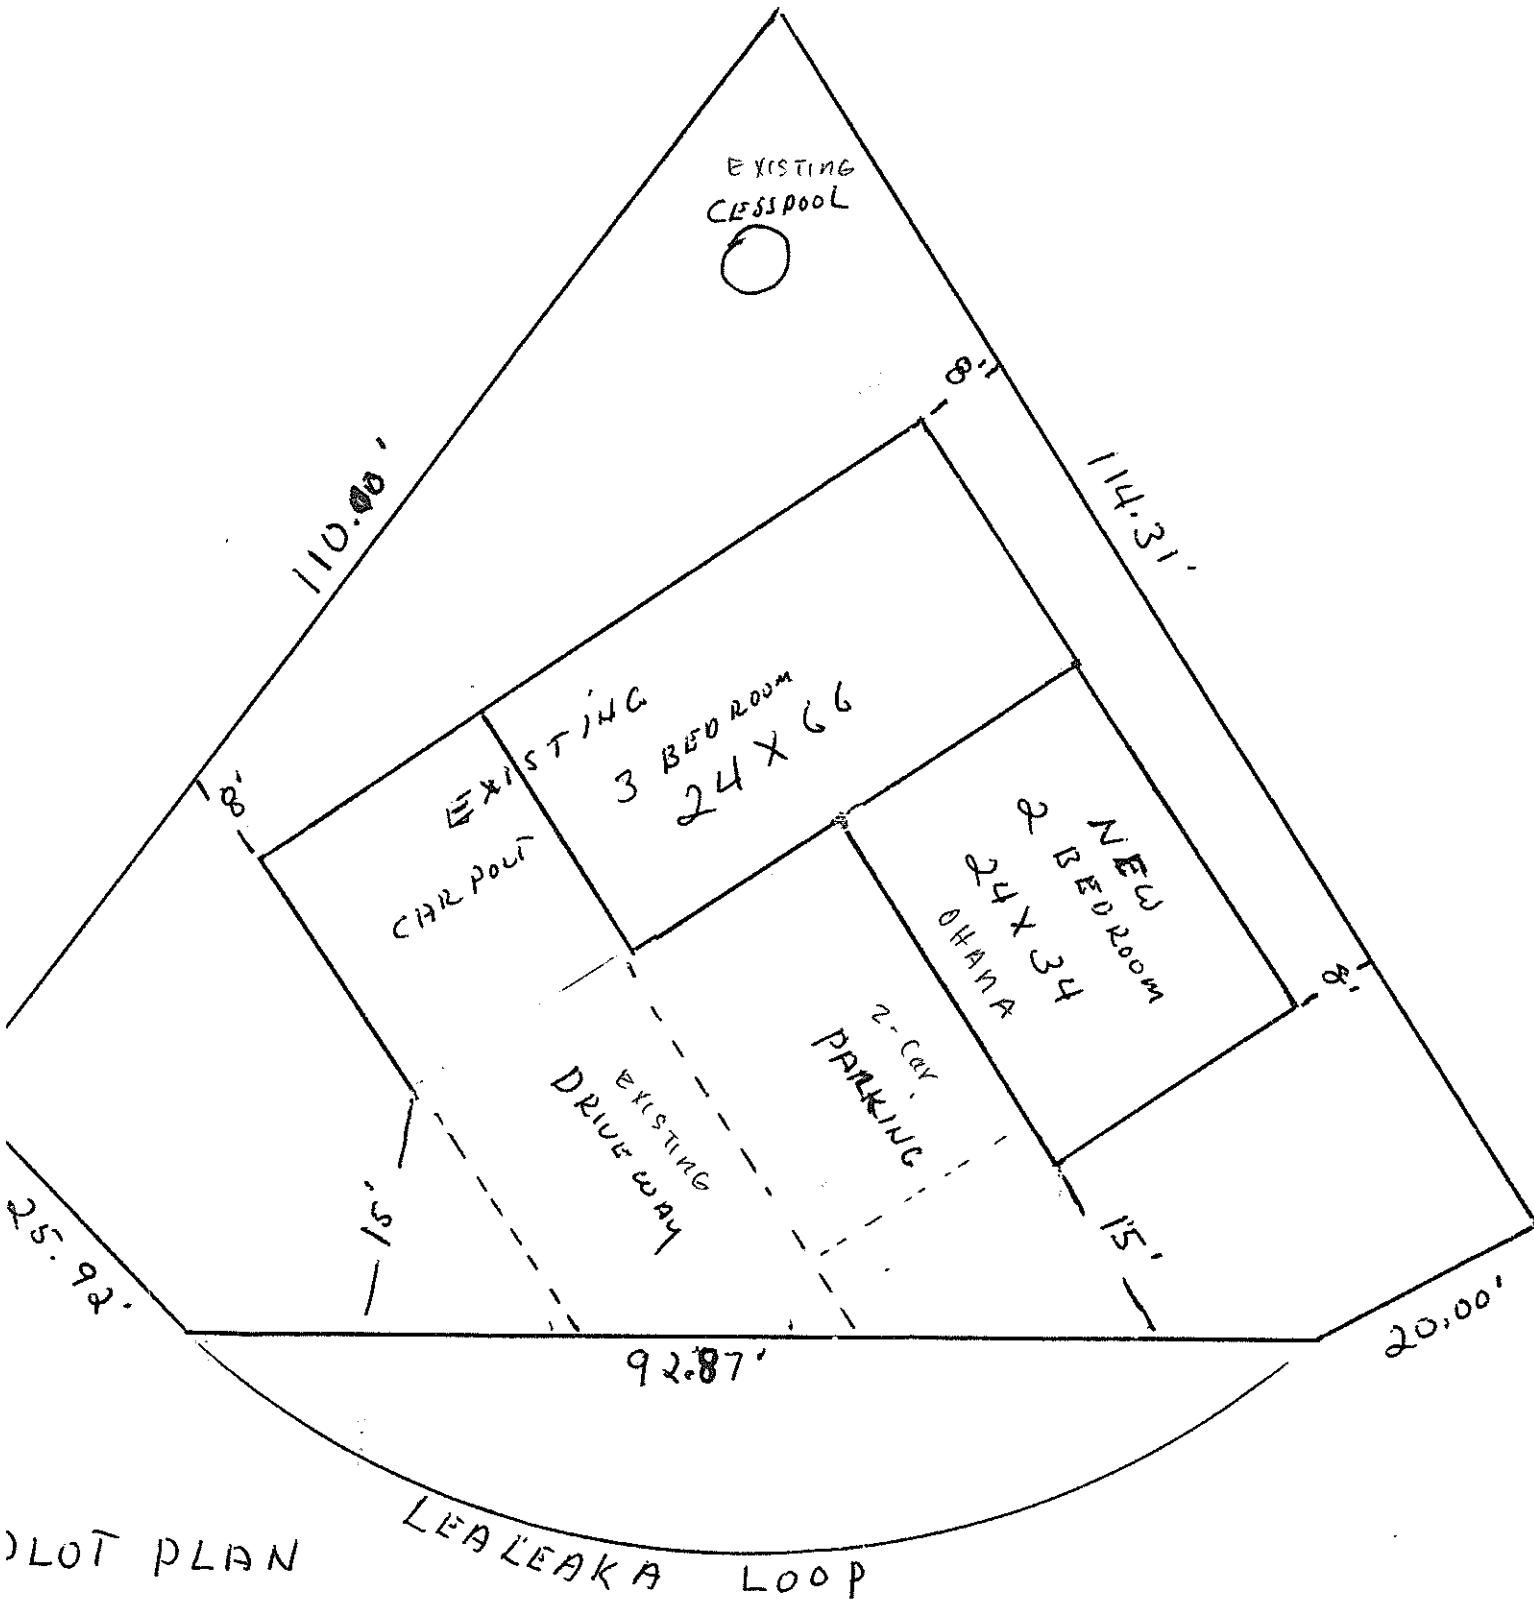 EXISTING
CESSPOOL
8'
110.00'
114.31'
EXISTING
3 BEDROOM
24 X 66
8'
CARPORT
NEW
2 BEDROOM
24 X 34
OHANA
8'
2-Car
PARKING
EXISTING
DRIVEWAY
15'
15'
25.92'
20.00'
92.87'
LEALEAKA LOOP
PLOT PLAN